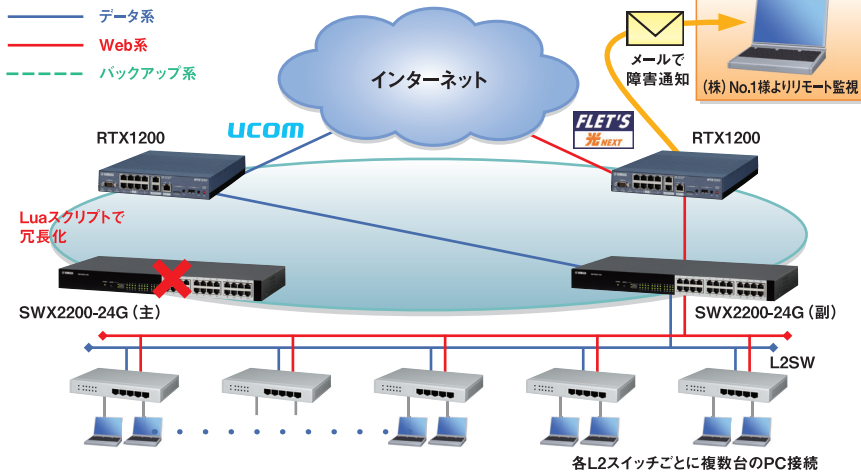 データ系
Web系
バックアップ系
インターネット
メールで
障害通知
(株)No.1様よりリモート監視
UCOM
FLET'S
光NEXT
RTX1200
RTX1200
Luaスクリプトで
冗長化
SWX2200-24G(主)
SWX2200-24G(副)
L2SW
各L2スイッチごとに複数台のPC接続